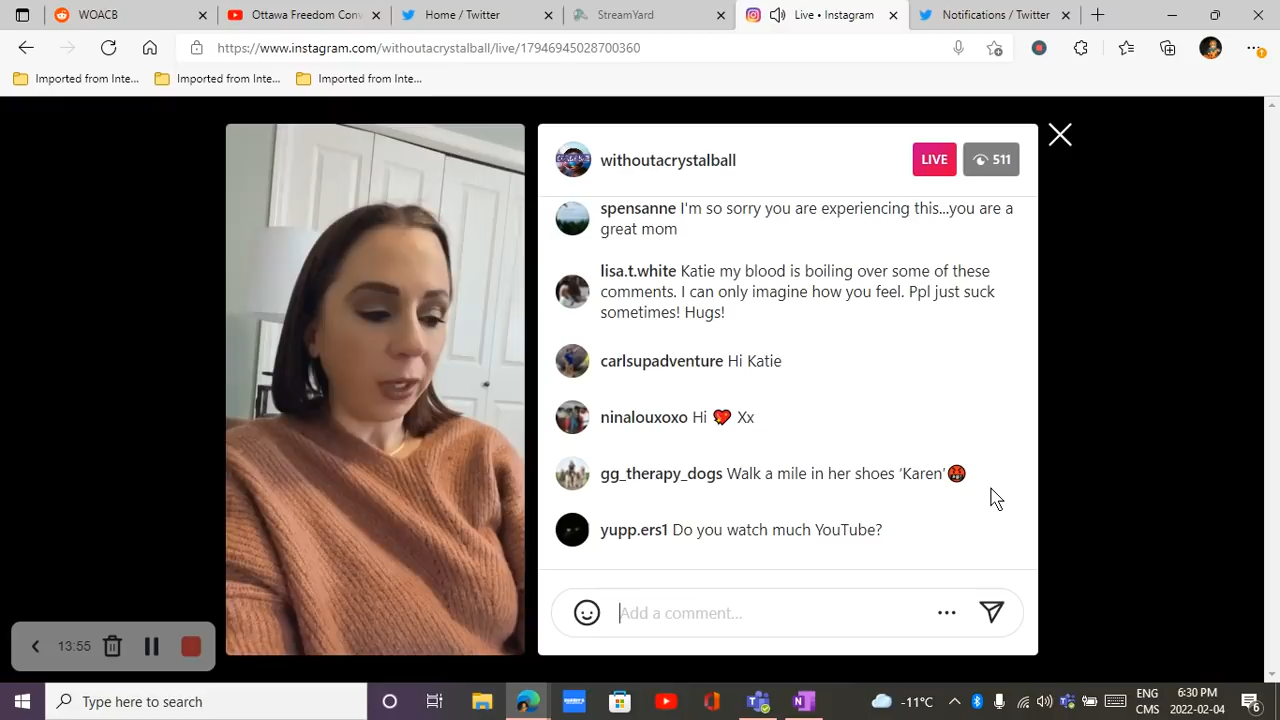 WOACB
Ottawa Freedom Con
Home / Twitter
StreamYard
Live • Instagram
Notifications / Twitter
https://www.instagram.com/withoutacrystalball/live/17946945028700360
Imported from Inte...
Imported from Inte...
Imported from Inte...
withoutacrystalball
LIVE
511
spensanne I'm so sorry you are experiencing this...you are a
great mom
lisa.t.white Katie my blood is boiling over some of these
comments. I can only imagine how you feel. Ppl just suck
sometimes! Hugs!
carlsupadventure Hi Katie
ninalouxoxo Hi 💘 Xx
gg_therapy_dogs Walk a mile in her shoes ‘Karen’🤬
yupp.ers1 Do you watch much YouTube?
Add a comment...
13:55
Type here to search
-11°C
ENG
CMS
6:30 PM
2022-02-04
6